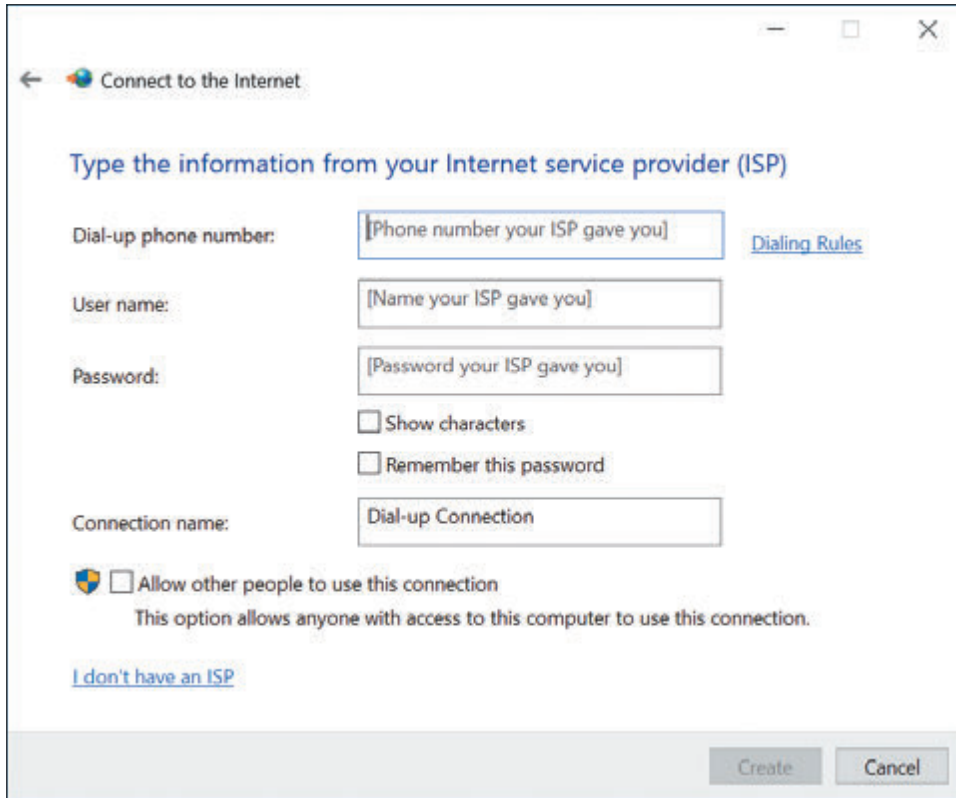 Connect to the Internet
Type the information from your Internet service provider (ISP)
Dial-up phone number:
[Phone number your ISP gave you]
Dialing Rules
User name:
[Name your ISP gave you]
Password:
[Password your ISP gave you]
Show characters
Remember this password
Connection name:
Dial-up Connection
Allow other people to use this connection
This option allows anyone with access to this computer to use this connection.
I don't have an ISP
Create
Cancel